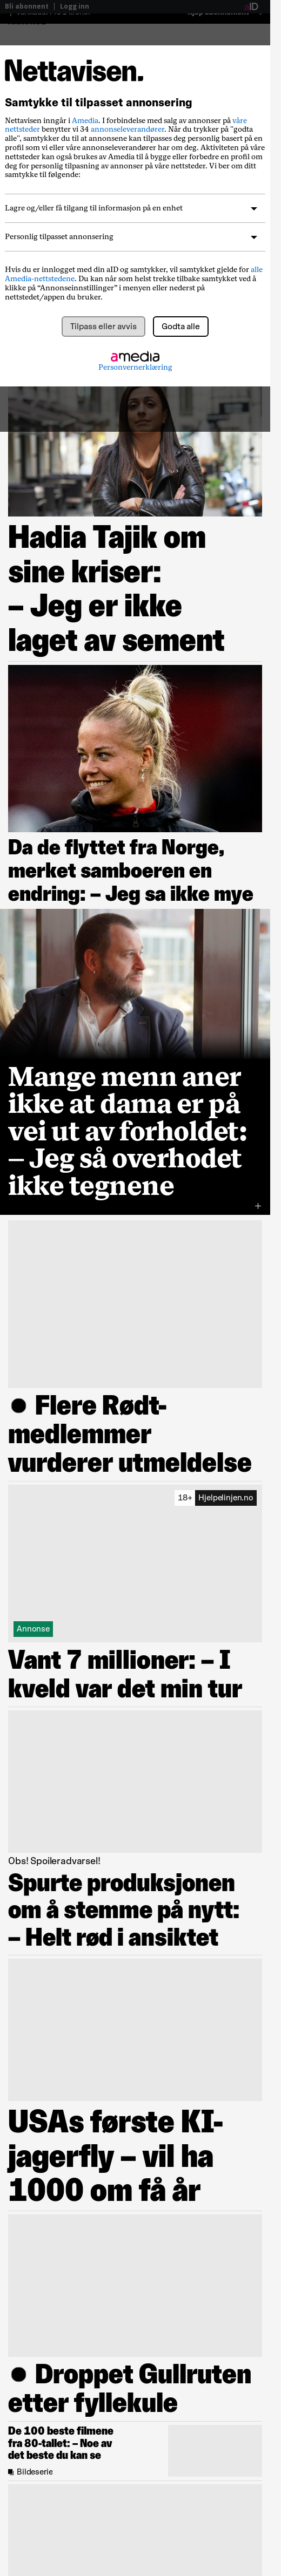 Bli abonnent | Logg inn
aID
Nettavisen.
Samtykke til tilpasset annonsering
Nettavisen inngår i Amedia. I forbindelse med salg av annonser på våre
nettsteder benytter vi 34 annonseleverandører. Når du trykker på "godta
alle", samtykker du til at annonsene kan tilpasses deg personlig basert på en
profil som vi eller våre annonseleverandører har om deg. Aktiviteten på våre
nettsteder kan også brukes av Amedia til å bygge eller forbedre en profil om
deg for personlig tilpasning av annonser på våre nettsteder. Vi ber om ditt
samtykke til følgende:
Lagre og/eller få tilgang til informasjon på en enhet
Personlig tilpasset annonsering
Hvis du er innlogget med din aID og samtykker, vil samtykket gjelde for alle
Amedia-nettstedene. Du kan når som helst trekke tilbake samtykket ved å
klikke på “Annonseinnstillinger” i menyen eller nederst på
nettstedet/appen du bruker.
Tilpass eller avvis
Godta alle
amedia
Personvernerklæring
Hadia Tajik om
sine kriser:
– Jeg er ikke
laget av sement
Da de flyttet fra Norge,
merket samboeren en
endring: – Jeg sa ikke mye
Mange menn aner
ikke at dama er på
vei ut av forholdet:
– Jeg så overhodet
ikke tegnene
+
● Flere Rødt-
medlemmer
vurderer utmeldelse
18+ Hjelpelinjen.no
Annonse
Vant 7 millioner: – I
kveld var det min tur
Obs! Spoileradvarsel!
Spurte produksjonen
om å stemme på nytt:
– Helt rød i ansiktet
USAs første KI-
jagerfly – vil ha
1000 om få år
● Droppet Gullruten
etter fyllekule
De 100 beste filmene
fra 80-tallet: – Noe av
det beste du kan se
Bildeserie